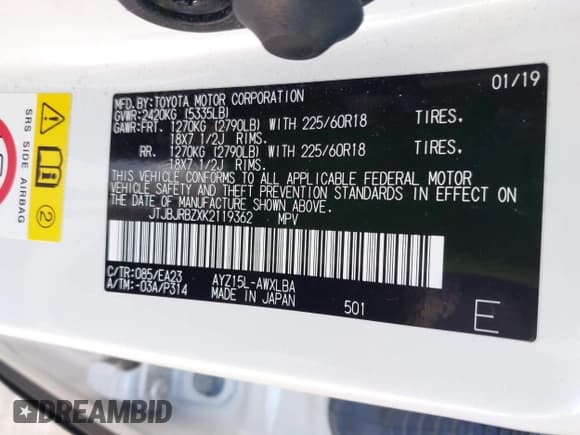 01/19
MFD. BY: TOYOTA MOTOR CORPORATION
GVWR: 2420KG (5335LB)
GAWR: FRT. 1270KG (2790LB) WITH 225/60R18 TIRES.
18X7 1/2J RIMS.
RR. 1270KG (2790LB) WITH 225/60R18 TIRES.
18X7 1/2J RIMS.
THIS VEHICLE CONFORMS TO ALL APPLICABLE FEDERAL MOTOR
VEHICLE SAFETY AND THEFT PREVENTION STANDARDS IN EFFECT ON
THE DATE OF MANUFACTURE SHOWN ABOVE.
JTJBJRBZXK2119362 MPV
C/TR: 085/EA23 AYZ15L-AWXLBA
A/TM: -03A/P314 MADE IN JAPAN 501
E
SRS SIDE AIRBAG
2
DREAMBID